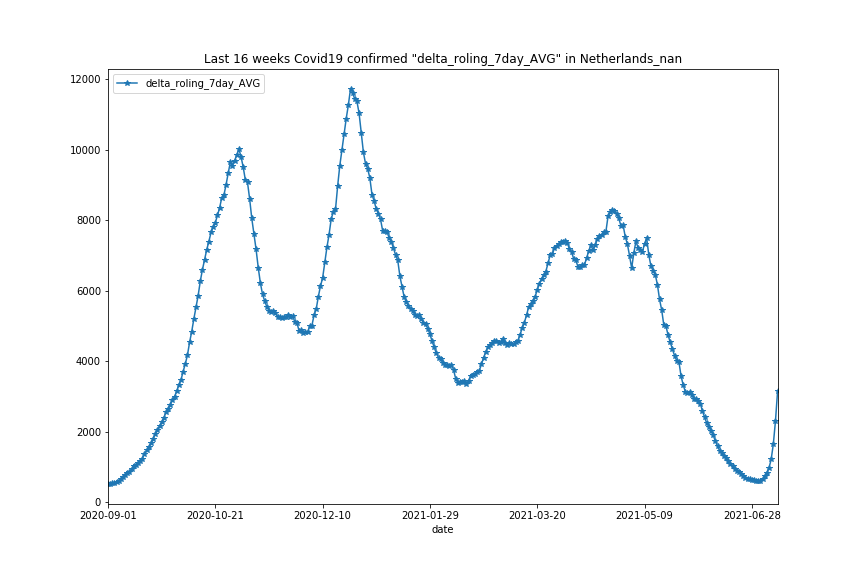 Last 16 weeks Covid19 confirmed "delta_roling_7day_AVG" in Netherlands_nan
delta_roling_7day_AVG
12000
10000
8000
6000
4000
2000
0
2020-09-01 2020-10-21 2020-12-10 2021-01-29 2021-03-20 2021-05-09 2021-06-28
date